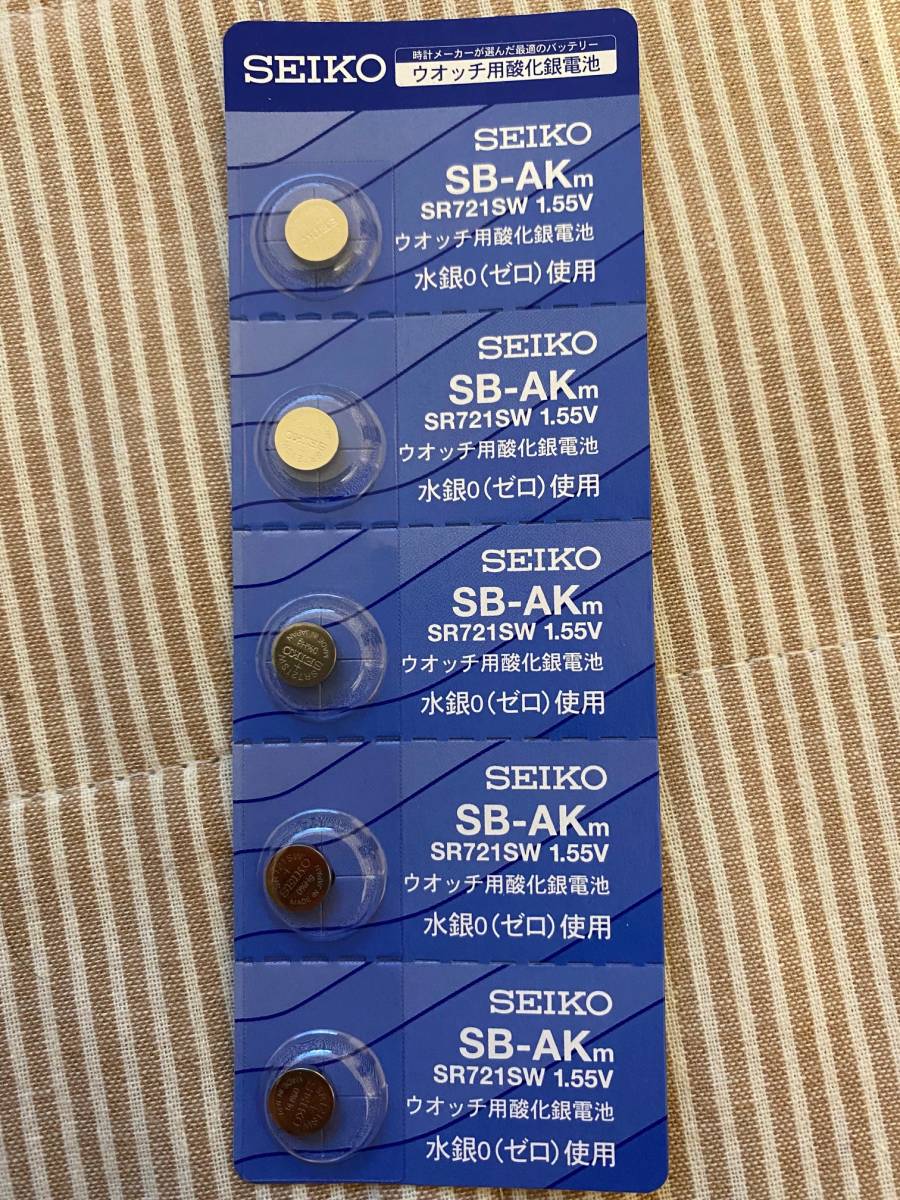 SEIKO
時計メーカーが選んだ最適のバッテリー
ウオッチ用酸化銀電池
SEIKO
SB-AKm
SR721SW 1.55V
ウオッチ用酸化銀電池
水銀0(ゼロ)使用
SEIKO
SB-AKm
SR721SW 1.55V
ウオッチ用酸化銀電池
水銀0(ゼロ)使用
SEIKO
SB-AKm
SR721SW 1.55V
ウオッチ用酸化銀電池
水銀0(ゼロ)使用
MADE IN JAPAN
SEIKO
+
SR721SW
SEIKO
SB-AKm
SR721SW 1.55V
ウオッチ用酸化銀電池
水銀0(ゼロ)使用
SEIKO
SEIKO
SB-AKm
SR721SW 1.55V
ウオッチ用酸化銀電池
水銀0(ゼロ)使用
SEIKO